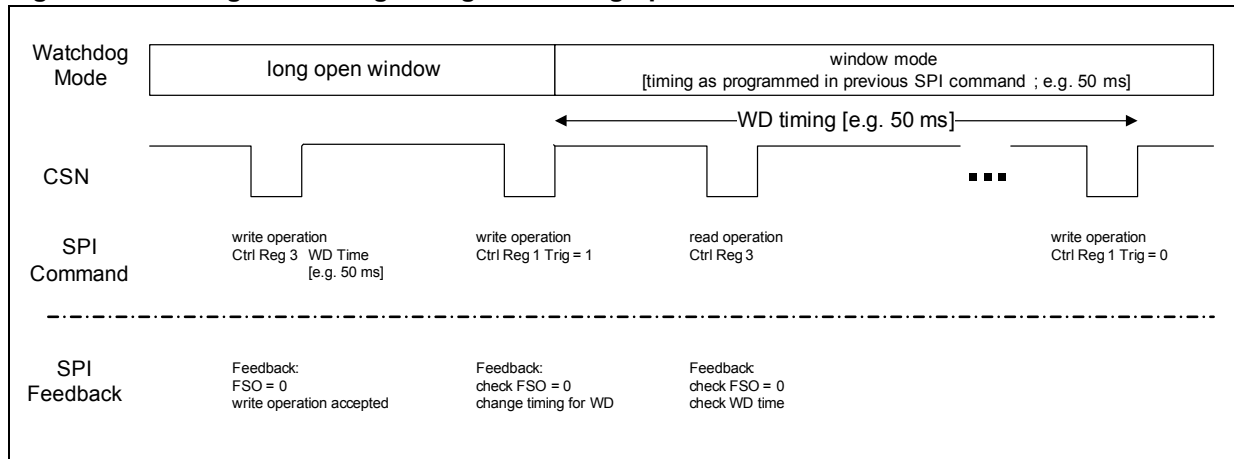 Watchdog
Mode
long open window
window mode
[timing as programmed in previous SPI command ; e.g. 50 ms]
WD timing [e.g. 50 ms]
CSN
SPI
Command
write operation
Ctrl Reg 3 WD Time
[e.g. 50 ms]
write operation
Ctrl Reg 1 Trig = 1
read operation
Ctrl Reg 3
write operation
Ctrl Reg 1 Trig = 0
SPI
Feedback
Feedback:
FSO = 0
write operation accepted
Feedback:
check FSO = 0
change timing for WD
Feedback
check FSO = 0
check WD time